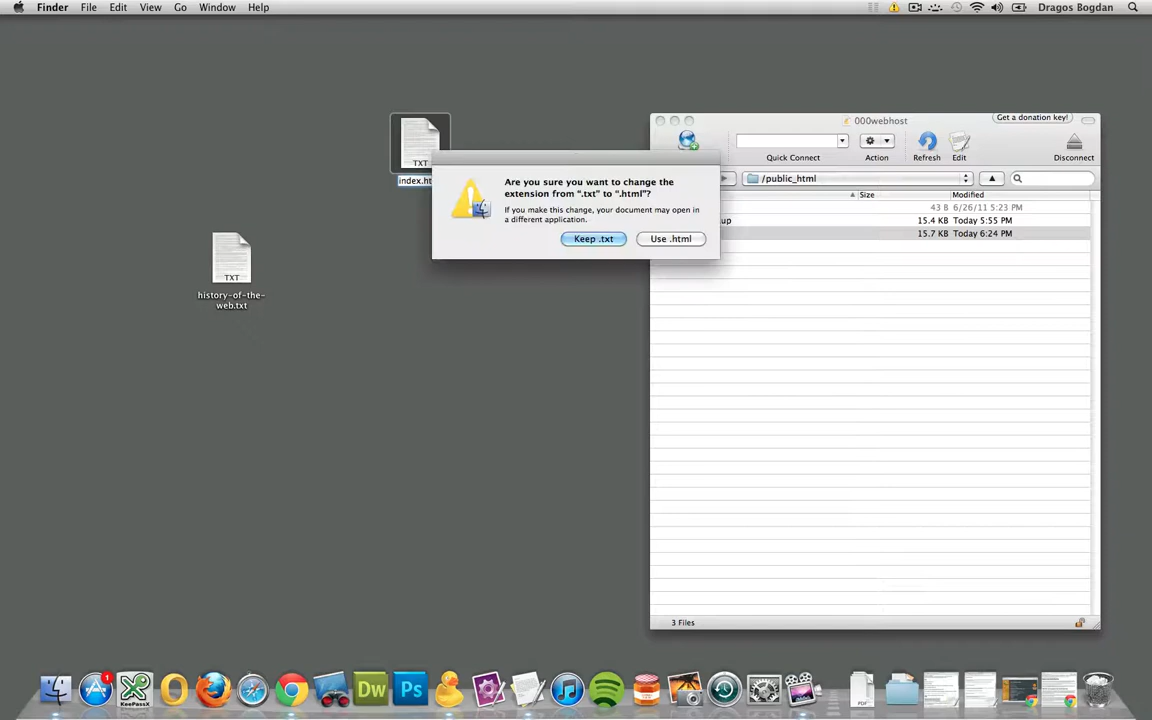 Finder File Edit View Go Window Help Dragos Bogdan
TXT
index.ht
TXT
history-of-the-
web.txt
Are you sure you want to change the
extension from ".txt" to ".html"?
If you make this change, your document may open in
a different application.
Keep .txt Use .html
000webhost Get a donation key!
Quick Connect Action Refresh Edit Disconnect
/public_html
Size Modified
43 B 6/26/11 5:23 PM
up 15.4 KB Today 5:55 PM
15.7 KB Today 6:24 PM
3 Files
1
KeePassX
Dw
Ps
PDF